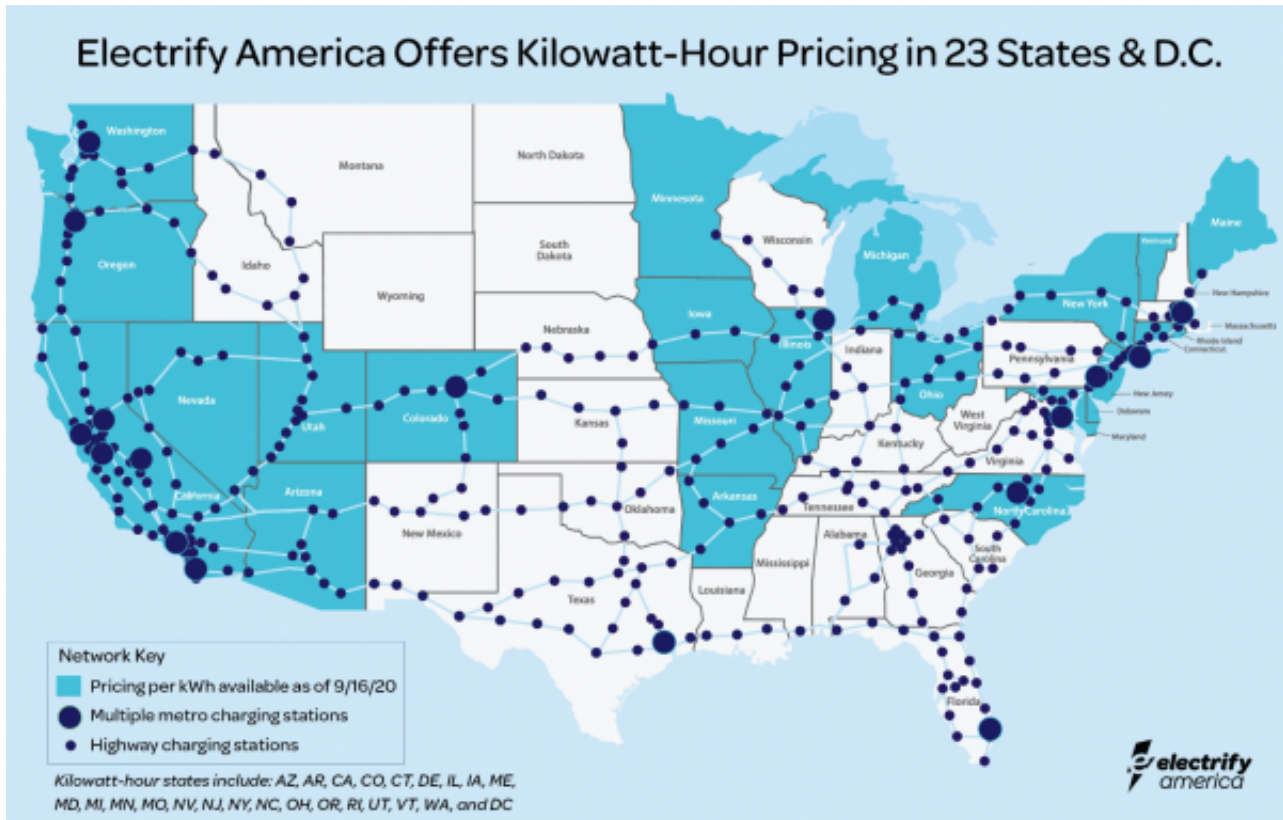 Electrify America Offers Kilowatt-Hour Pricing in 23 States & D.C.
Washington
Montana
North Dakota
Minnesota
Maine
Oregon
Idaho
South
Dakota
Wisconsin
Michigan
Vermont
Wyoming
New York
New Hampshire
Iowa
Massachusetts
Nebraska
Illinois
Indiana
Pennsylvania
Rhode Island
Connecticut
Nevada
Utah
Colorado
Kansas
Missouri
Ohio
West
Virginia
New Jersey
Delaware
Maryland
Kentucky
Virginia
California
Arizona
New Mexico
Oklahoma
Arkansas
Tennessee
North Carolina
Mississippi
Alabama
South
Carolina
Georgia
Texas
Louisiana
Florida
Network Key
Pricing per kWh available as of 9/16/20
Multiple metro charging stations
Highway charging stations
Kilowatt-hour states include: AZ, AR, CA, CO, CT, DE, IL, IA, ME,
MD, MI, MN, MO, NV, NJ, NY, NC, OH, OR, RI, UT, VT, WA, and DC
electrify
america